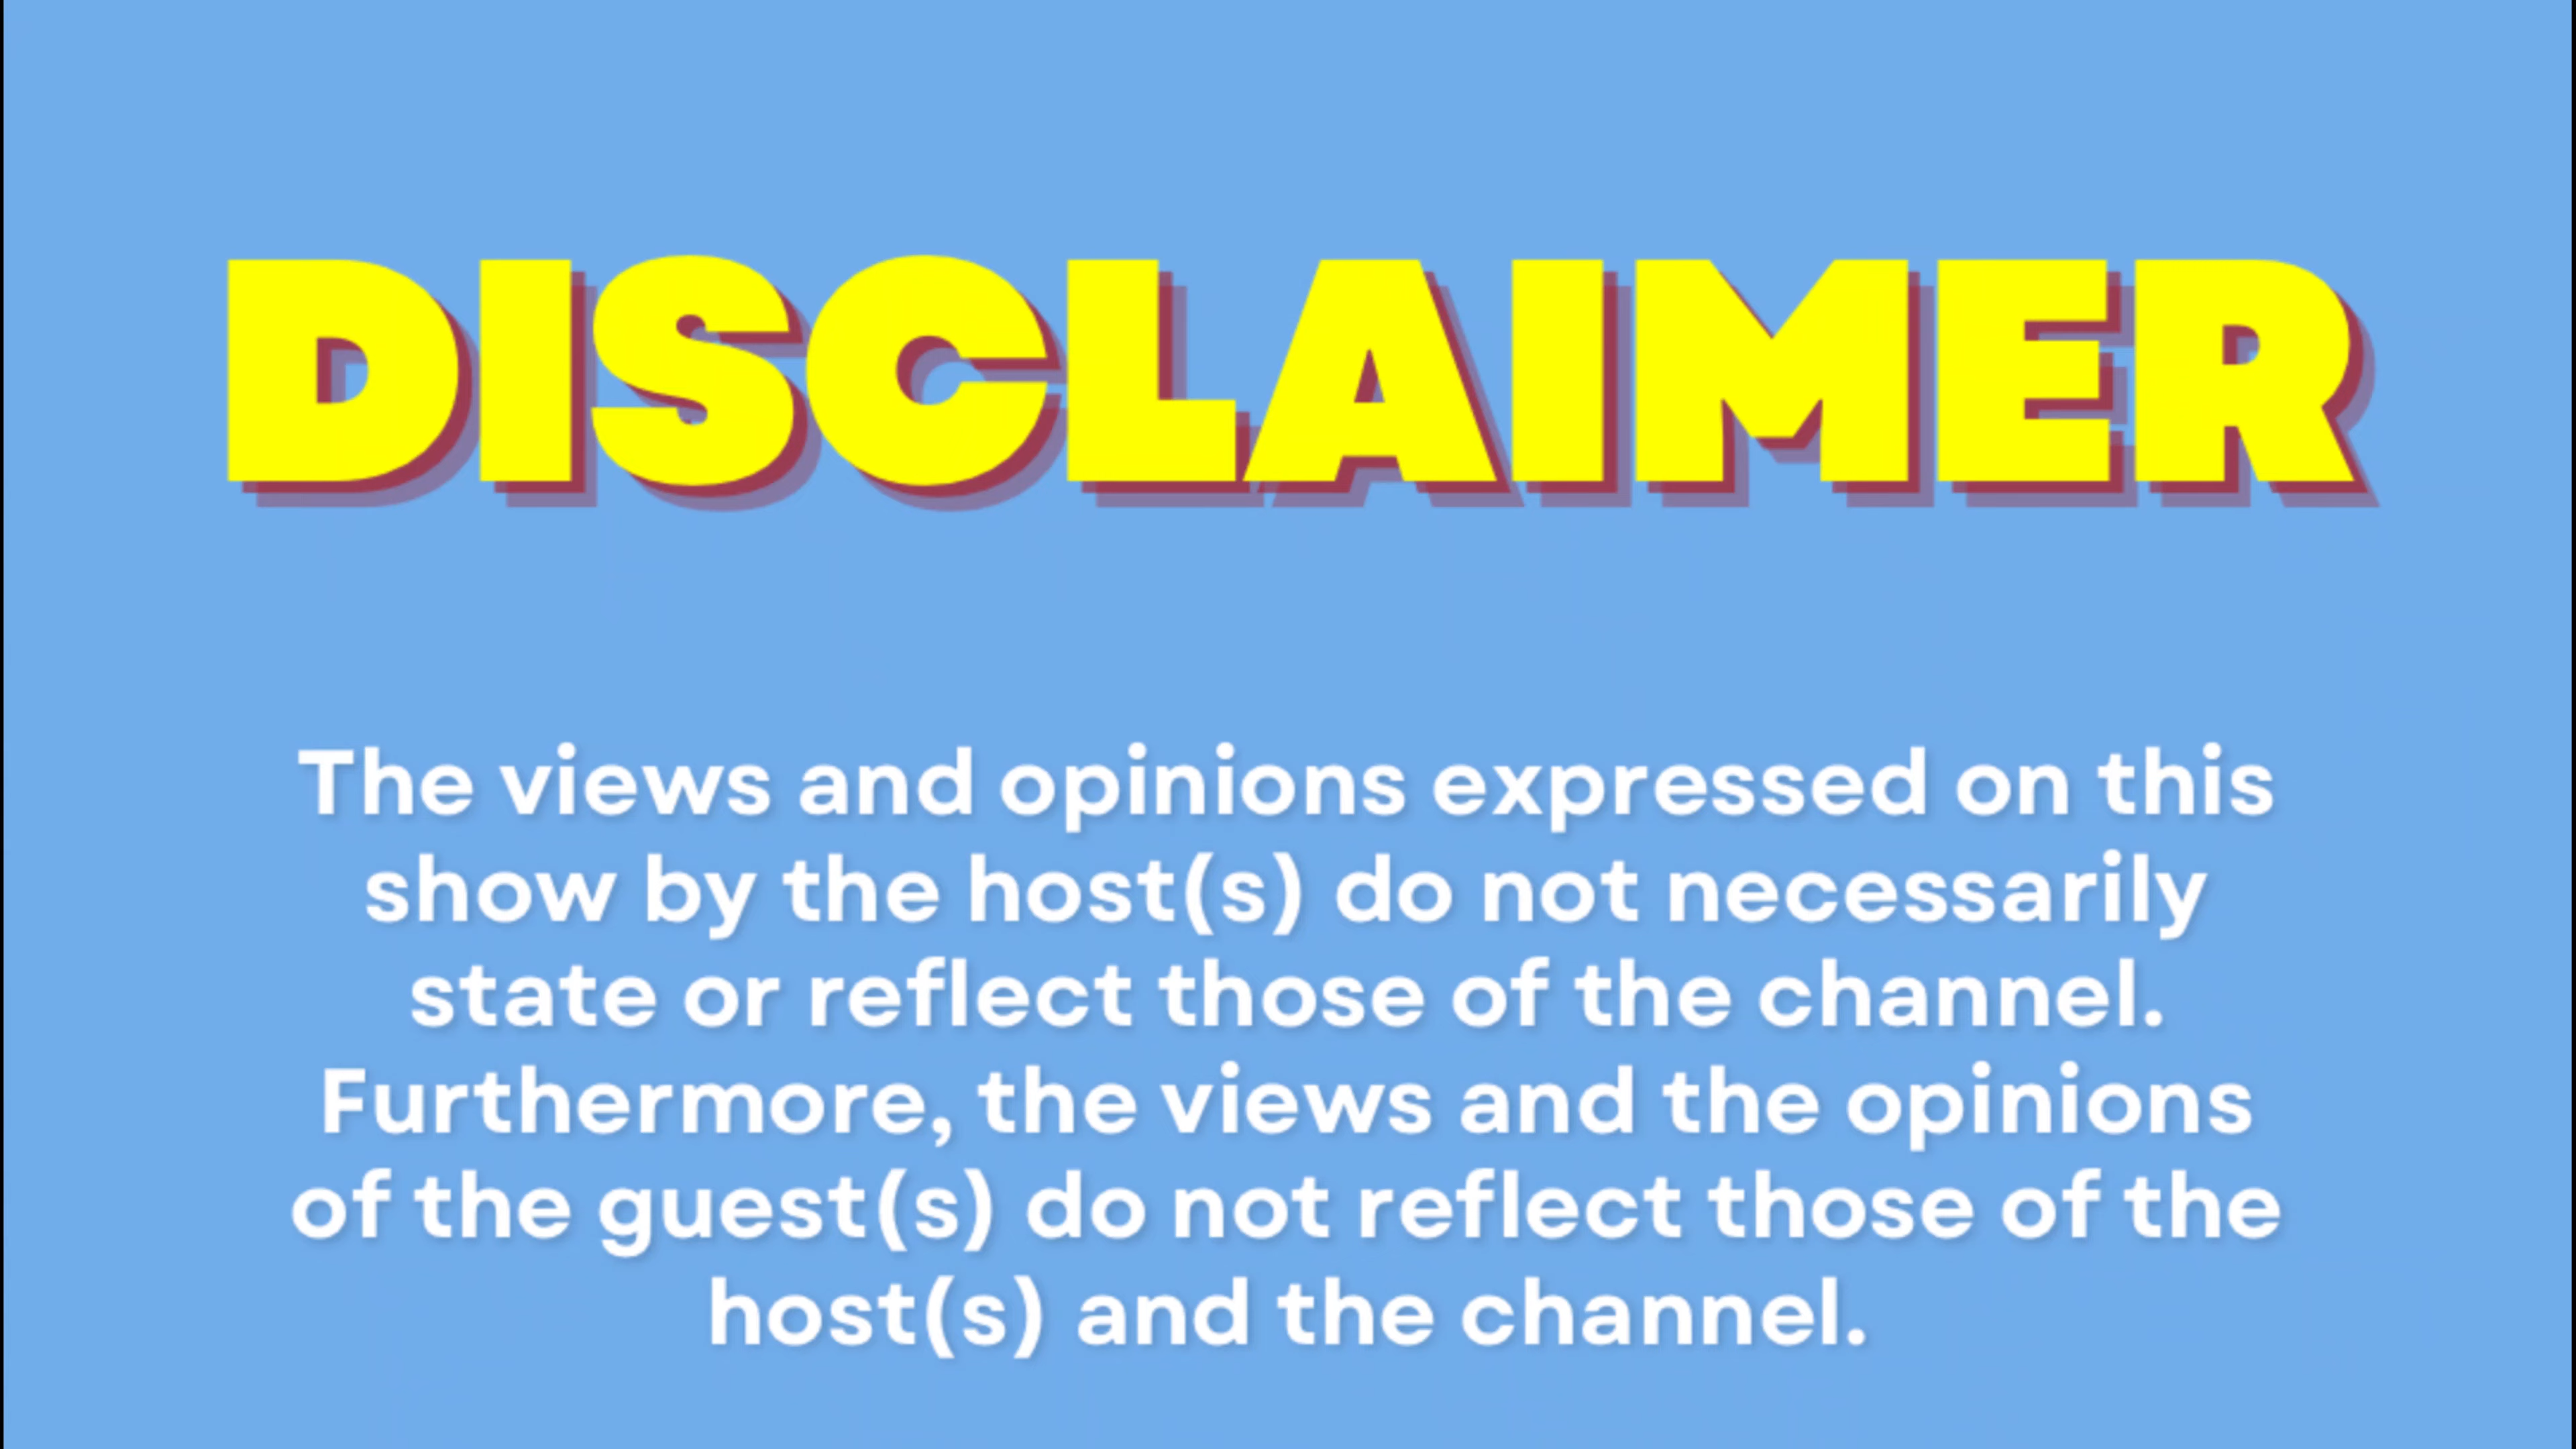 DISCLAIMER
The views and opinions expressed on this
show by the host(s) do not necessarily
state or reflect those of the channel.
Furthermore, the views and the opinions
of the guest(s) do not reflect those of the
host(s) and the channel.